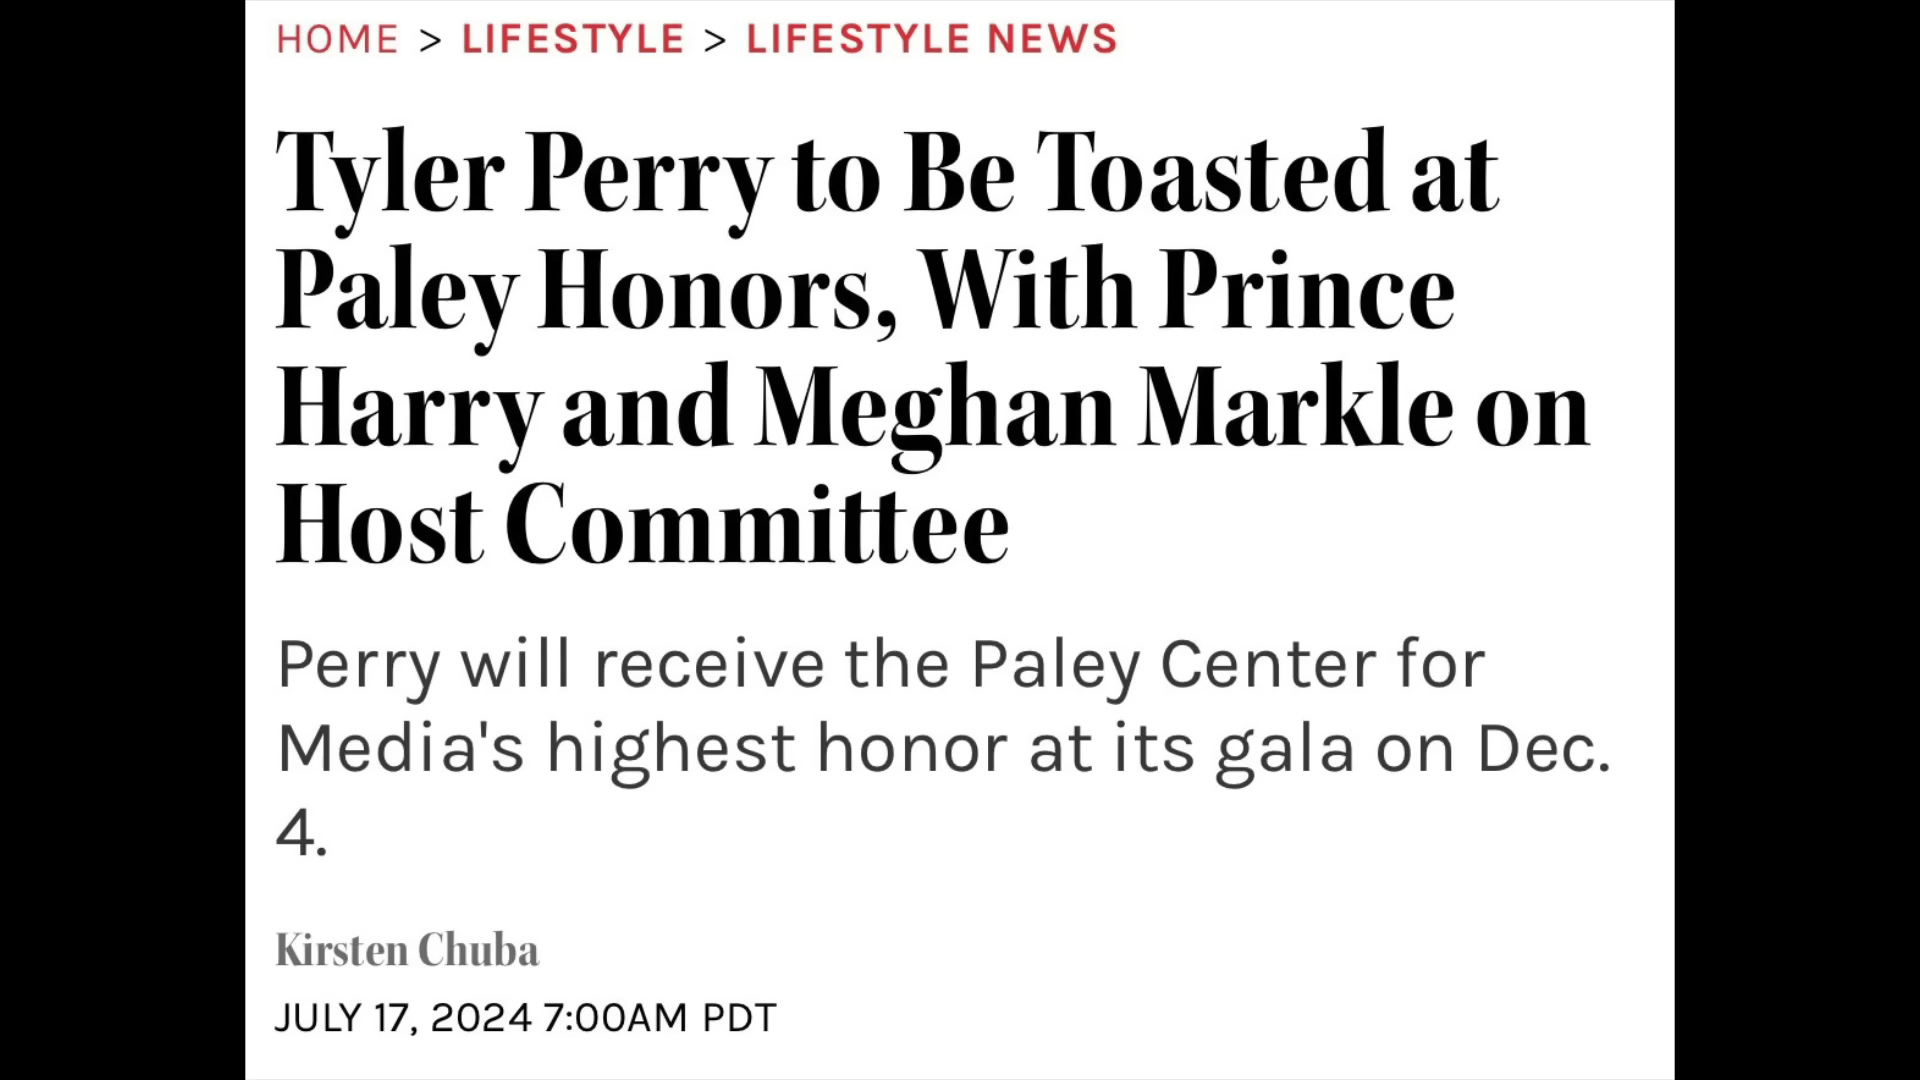 HOME > LIFESTYLE > LIFESTYLE NEWS
Tyler Perry to Be Toasted at
Paley Honors, With Prince
Harry and Meghan Markle on
Host Committee
Perry will receive the Paley Center for
Media's highest honor at its gala on Dec.
4.
Kirsten Chuba
JULY 17, 2024 7:00AM PDT